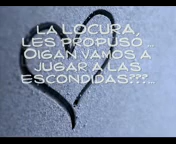 LA LOCURA,
LES PROPUSO...
OIGAN VAMOS A
JUGAR A LAS
ESCONDIDAS???...